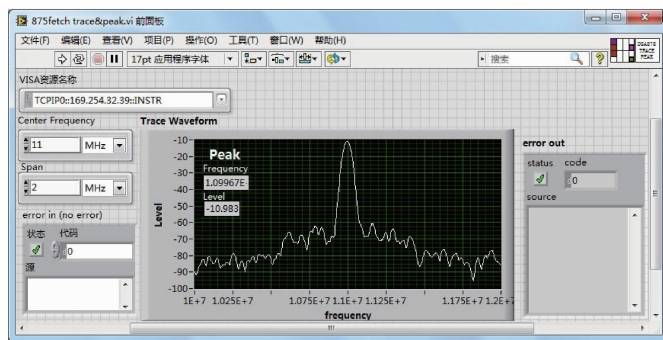 875fetch trace&peak.vi 前面板
文件(F) 编辑(E) 查看(V) 项目(P) 操作(O) 工具(T) 窗口(W) 帮助(H)
17pt 应用程序字体
搜索
TRACE
PEAK
VISA资源名称
TCPIP0::169.254.32.39::INSTR
Center Frequency
11 MHz
Span
2 MHz
error in (no error)
状态 代码
0
源
Trace Waveform
Peak
Frequency
1.09967E
Level
-10.983
Level
-10
-20
-30
-40
-50
-60
-70
-80
-90
-100
1E+7 1.025E+7 1.075E+7 1.1E+7 1.125E+7 1.175E+7 1.2E+7
frequency
error out
status code
0
source